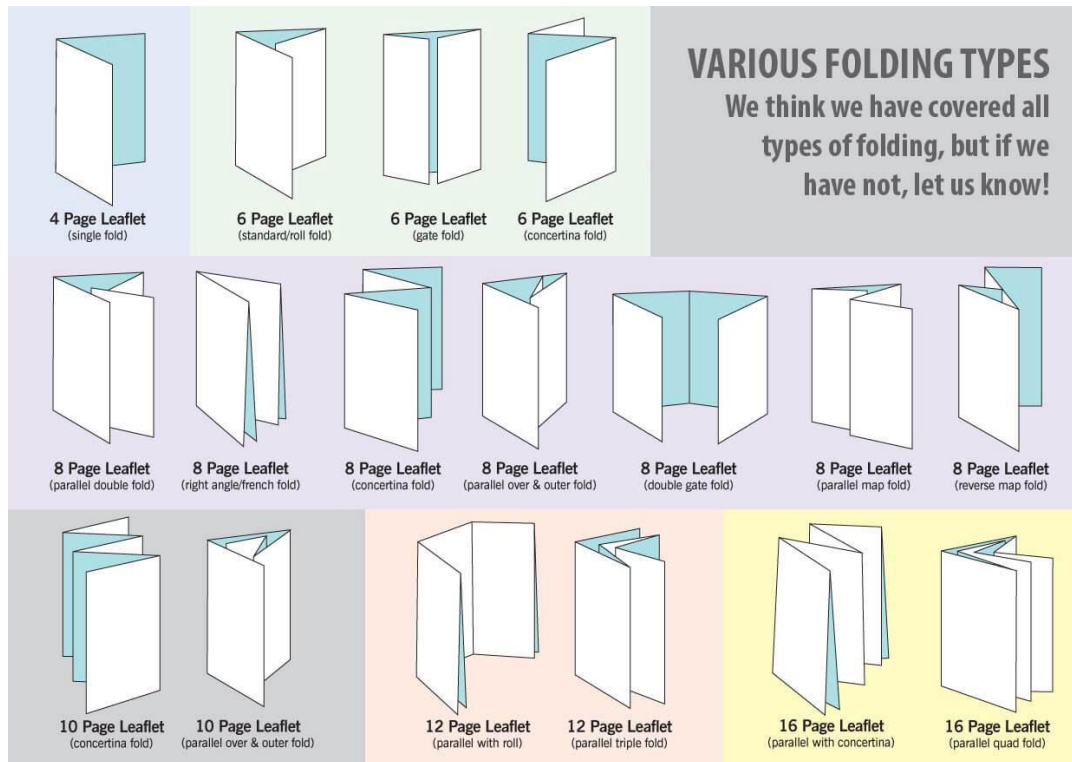 VARIOUS FOLDING TYPES
We think we have covered all
types of folding, but if we
have not, let us know!
4 Page Leaflet
(single fold)
6 Page Leaflet
(standard/roll fold)
6 Page Leaflet
(gate fold)
6 Page Leaflet
(concertina fold)
8 Page Leaflet
(parallel double fold)
8 Page Leaflet
(right angle/french fold)
8 Page Leaflet
(concertina fold)
8 Page Leaflet
(parallel over & outer fold)
8 Page Leaflet
(double gate fold)
8 Page Leaflet
(parallel map fold)
8 Page Leaflet
(reverse map fold)
10 Page Leaflet
(concertina fold)
10 Page Leaflet
(parallel over & outer fold)
12 Page Leaflet
(parallel with roll)
12 Page Leaflet
(parallel triple fold)
16 Page Leaflet
(parallel with concertina)
16 Page Leaflet
(parallel quad fold)